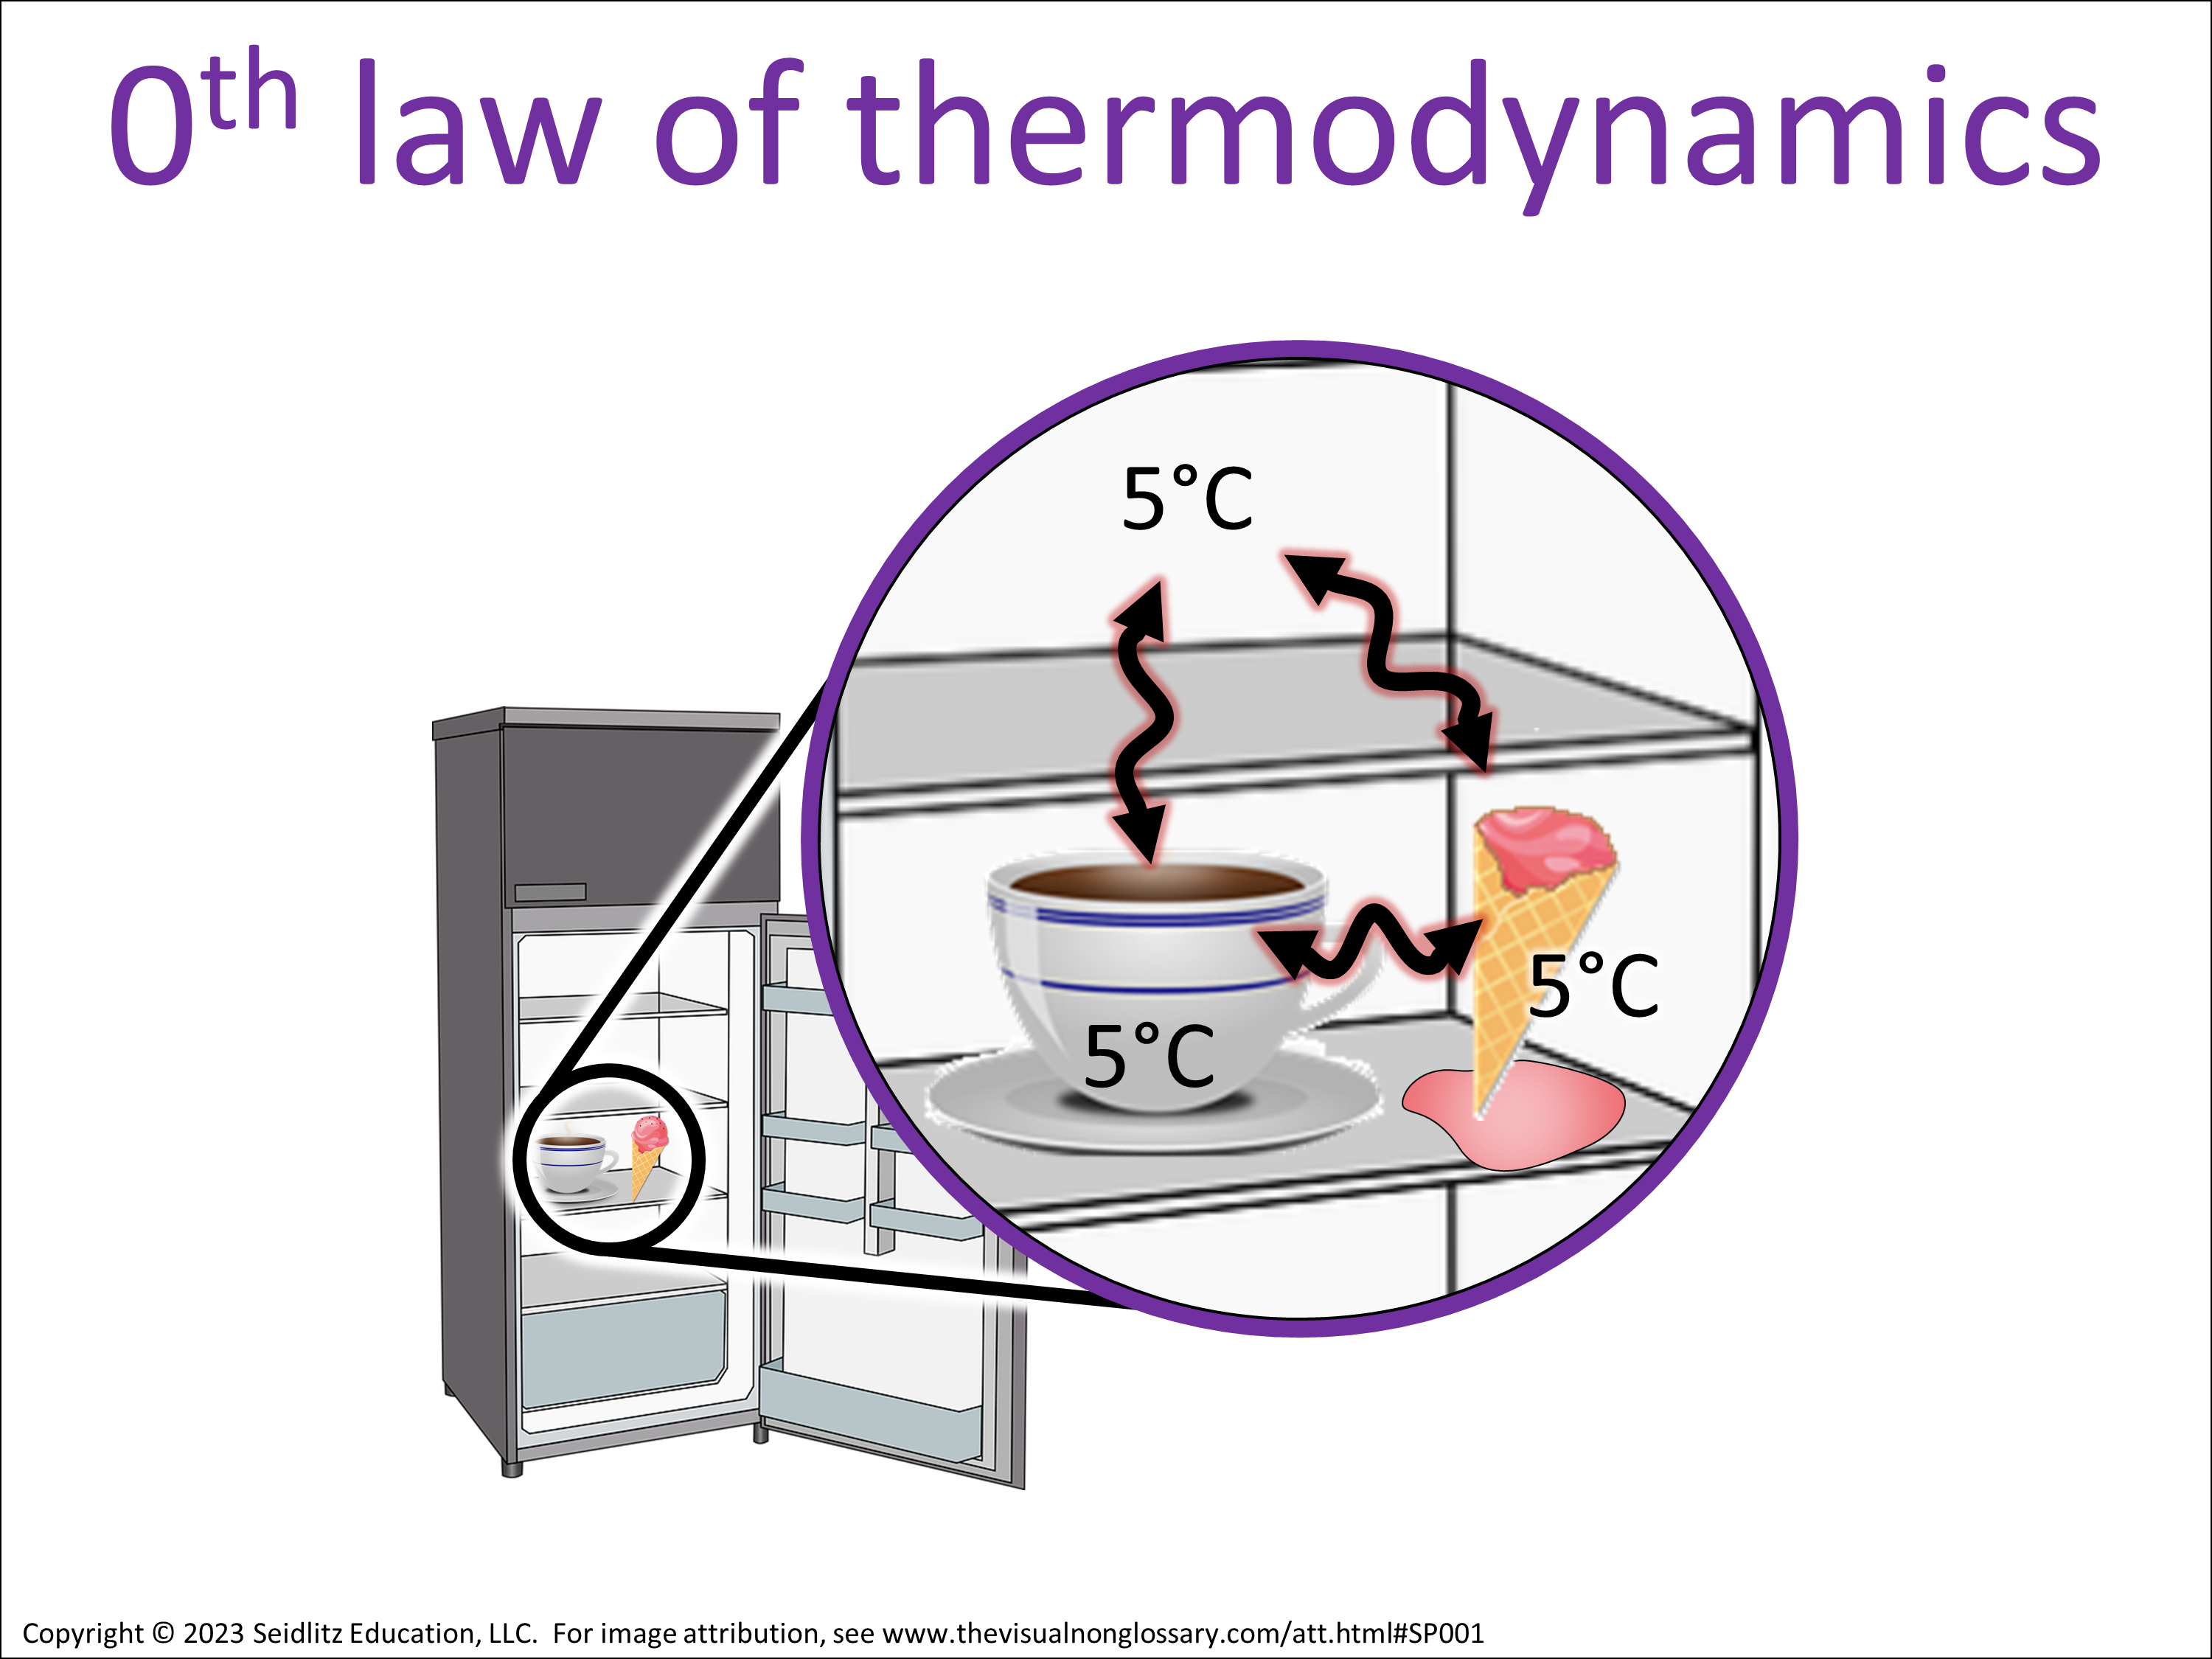 0th law of thermodynamics
5°C
5°C
5°C
Copyright © 2023 Seidlitz Education, LLC.  For image attribution, see www.thevisualnonglossary.com/att.html#SP001